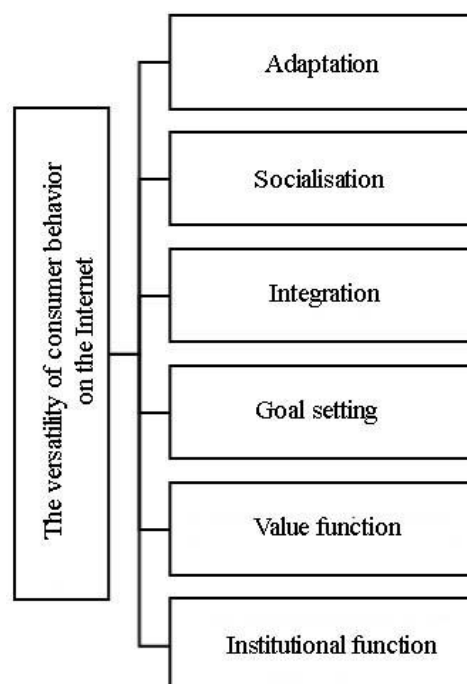 The versatility of consumer behavior
on the Internet
Adaptation
Socialisation
Integration
Goal setting
Value function
Institutional function